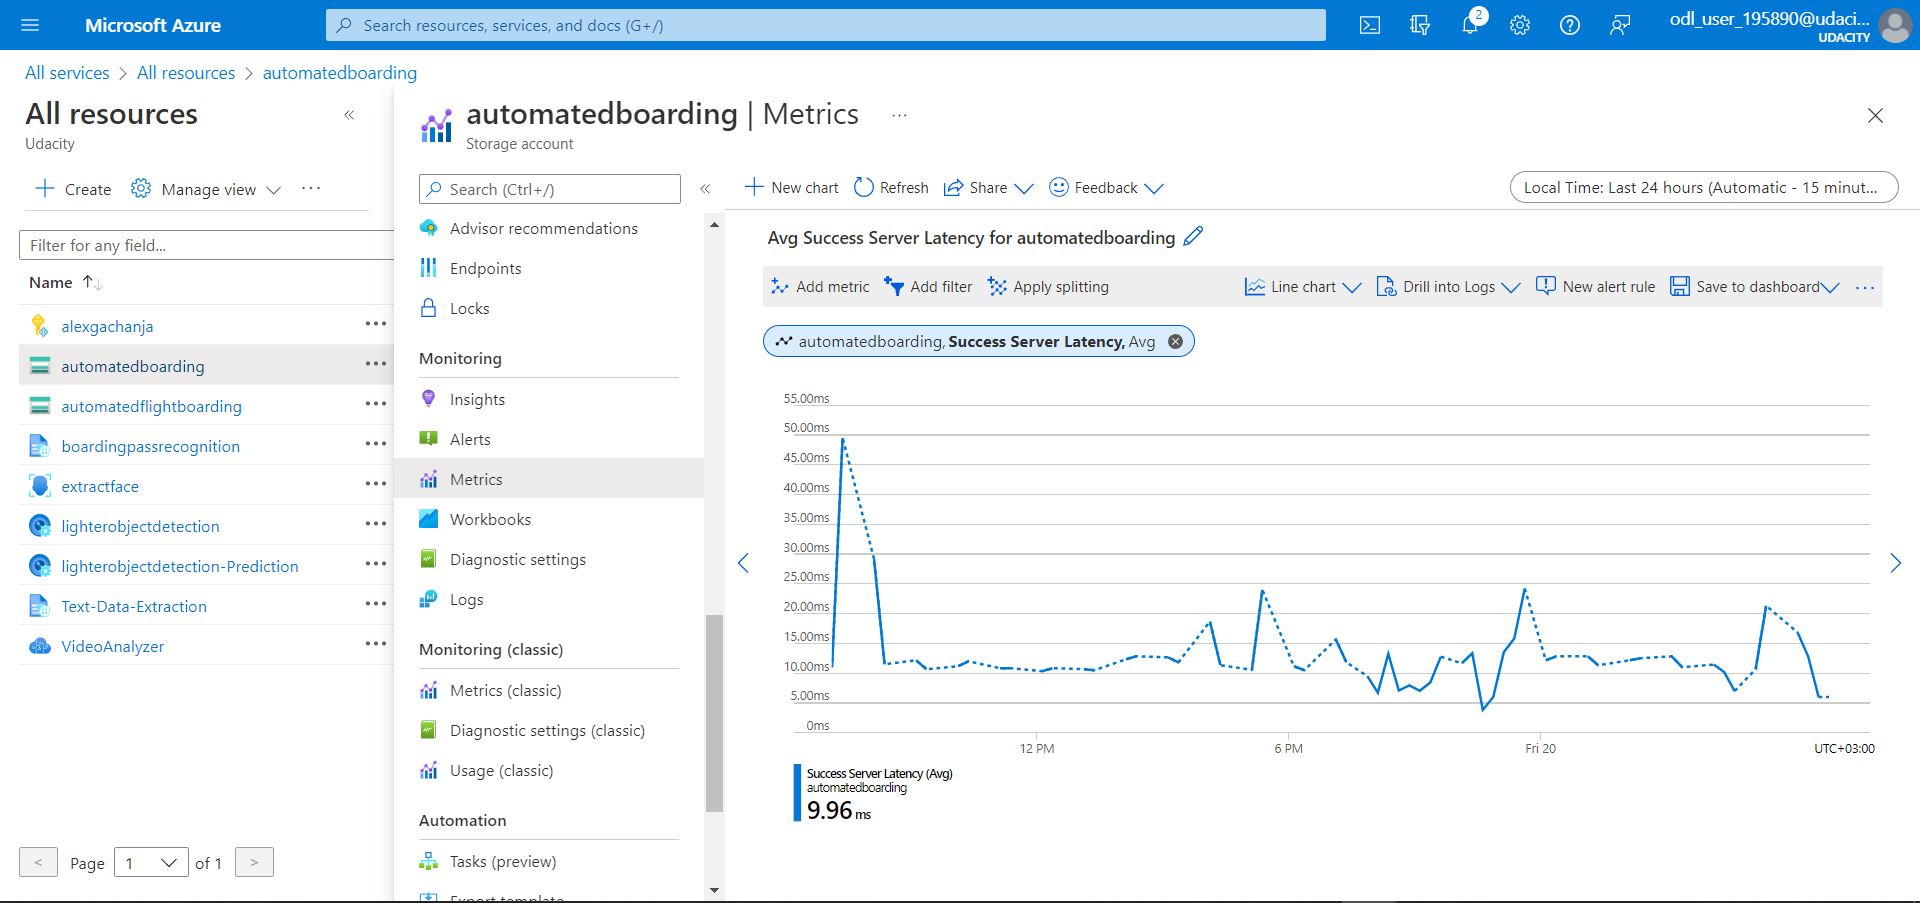 Microsoft Azure
Search resources, services, and docs (G+/)
2
odl_user_195890@udaci...
UDACITY
All services > All resources > automatedboarding
All resources
«
Udacity
Create
Manage view
...
Filter for any field...
Name
alexgachanja
automatedboarding
automatedflightboarding
boardingpassrecognition
extractface
lighterobjectdetection
lighterobjectdetection-Prediction
Text-Data-Extraction
VideoAnalyzer
< Page 1 of 1 >
automatedboarding | Metrics ...
Storage account
Search (Ctrl+/)
«
Advisor recommendations
Endpoints
Locks
Monitoring
Insights
Alerts
Metrics
Workbooks
Diagnostic settings
Logs
Monitoring (classic)
Metrics (classic)
Diagnostic settings (classic)
Usage (classic)
Automation
Tasks (preview)
Export template
New chart
Refresh
Share
Feedback
Local Time: Last 24 hours (Automatic - 15 minut...
Avg Success Server Latency for automatedboarding
Add metric
Add filter
Apply splitting
Line chart
Drill into Logs
New alert rule
Save to dashboard
...
automatedboarding, Success Server Latency, Avg
55.00ms
50.00ms
45.00ms
40.00ms
35.00ms
30.00ms
25.00ms
20.00ms
15.00ms
10.00ms
5.00ms
0ms
12 PM
6 PM
Fri 20
UTC+03:00
Success Server Latency (Avg)
automatedboarding
9.96 ms